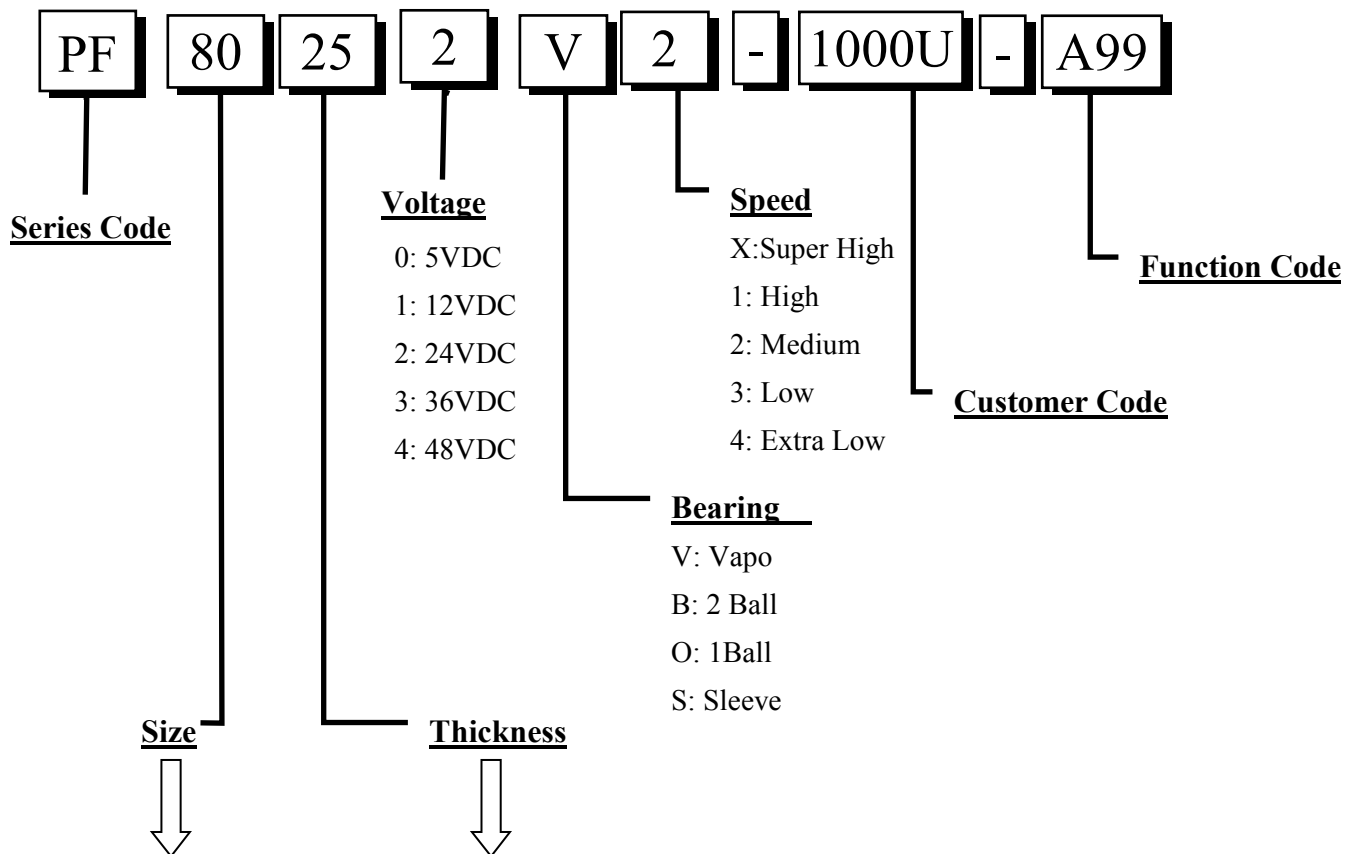 PF 80 25 2 V 2 - 1000U - A99
Series Code
Voltage
0: 5VDC
1: 12VDC
2: 24VDC
3: 36VDC
4: 48VDC
Speed
X:Super High
1: High
2: Medium
3: Low
4: Extra Low
Function Code
Customer Code
Bearing
V: Vapo
B: 2 Ball
O: 1Ball
S: Sleeve
Size
Thickness